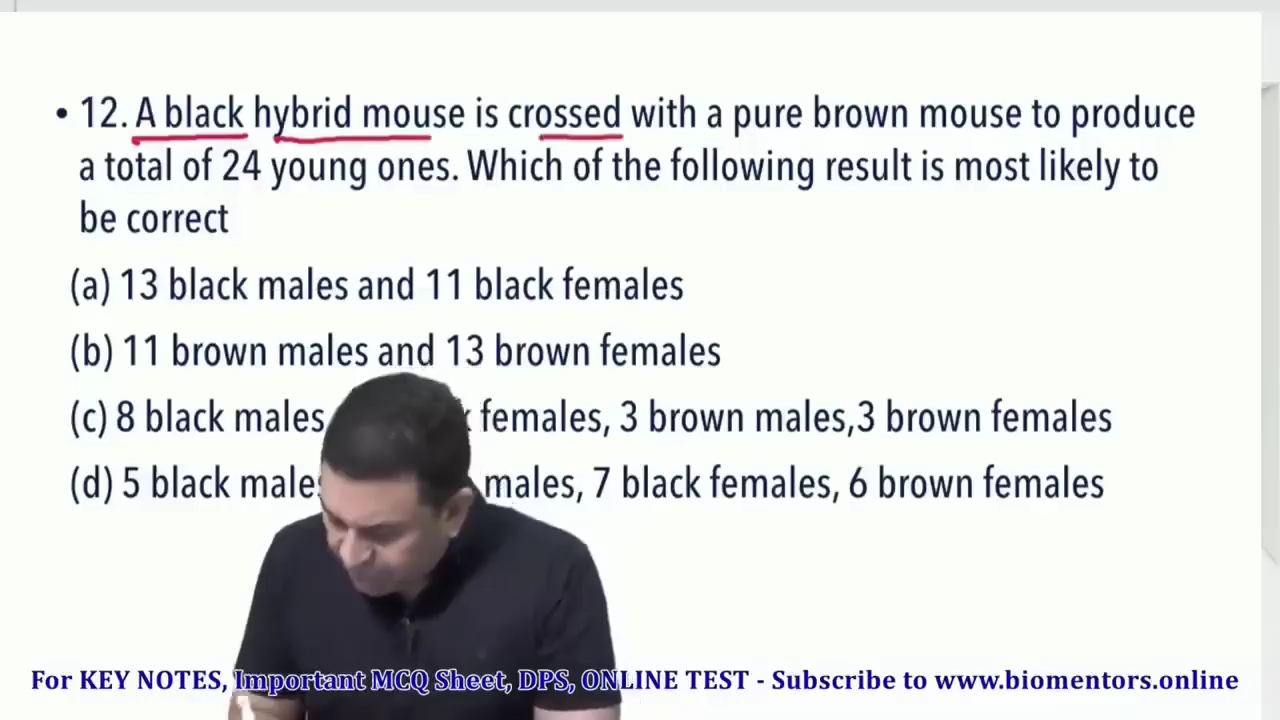 • 12. A black hybrid mouse is crossed with a pure brown mouse to produce
a total of 24 young ones. Which of the following result is most likely to
be correct
(a) 13 black males and 11 black females
(b) 11 brown males and 13 brown females
(c) 8 black males females, 3 brown males,3 brown females
(d) 5 black males, 7 black females, 6 brown females
For KEY NOTES, Important MCQ Sheet, DPS, ONLINE TEST - Subscribe to www.biomentors.online